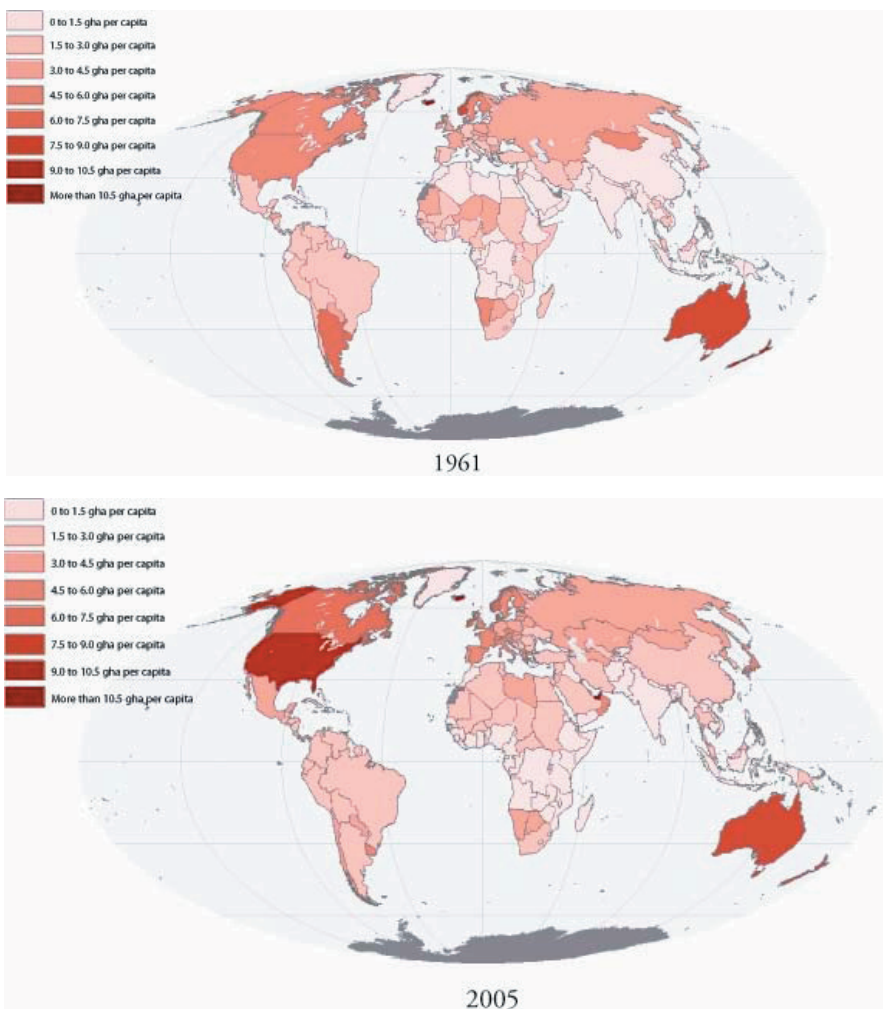 0 to 1.5 gha per capita
1.5 to 3.0 gha per capita
3.0 to 4.5 gha per capita
4.5 to 6.0 gha per capita
6.0 to 7.5 gha per capita
7.5 to 9.0 gha per capita
9.0 to 10.5 gha per capita
More than 10.5 gha per capita
1961
0 to 1.5 gha per capita
1.5 to 3.0 gha per capita
3.0 to 4.5 gha per capita
4.5 to 6.0 gha per capita
6.0 to 7.5 gha per capita
7.5 to 9.0 gha per capita
9.0 to 10.5 gha per capita
More than 10.5 gha per capita
2005